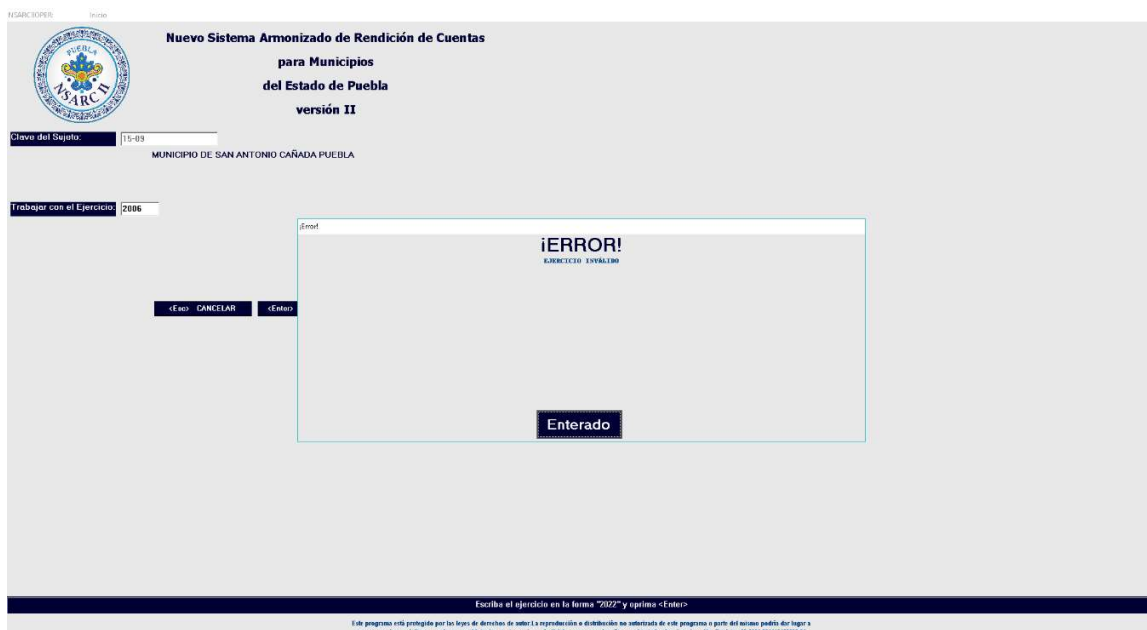 NSARCIIOPER: Inicio
PUEBLA
NSARC II
Nuevo Sistema Armonizado de Rendición de Cuentas
para Municipios
del Estado de Puebla
versión II
Clave del Sujeto: 15-09
MUNICIPIO DE SAN ANTONIO CAÑADA PUEBLA
Trabajar con el Ejercicio: 2006
¡Error!
¡ERROR!
EJERCICIO INVÁLIDO
<Esc> CANCELAR <Enter>
Enterado
Escriba el ejercicio en la forma "2022" y oprima <Enter>
Este programa está protegido por las leyes de derechos de autor. La reproducción o distribución no autorizada de este programa o parte del mismo podría dar lugar a